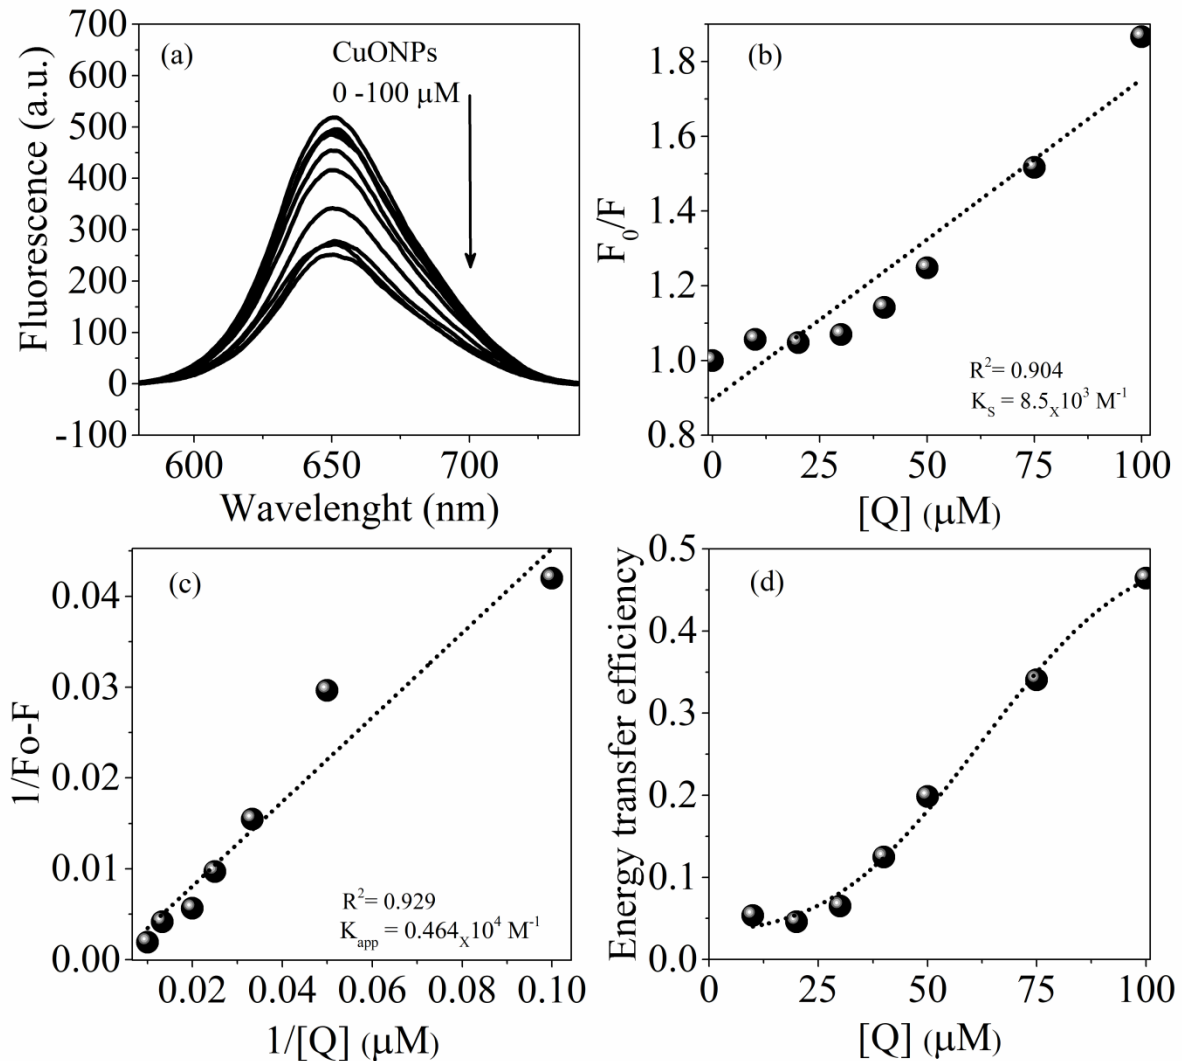 (a)
CuONPs
0 -100 μM
Fluorescence (a.u.)
700
600
500
400
300
200
100
0
-100
600 650 700
Wavelenght (nm)
(b)
F₀/F
1.8
1.6
1.4
1.2
1.0
0.8
R²= 0.904
K_S = 8.5_X10³ M⁻¹
0 25 50 75 100
[Q] (μM)
(c)
1/Fo-F
0.04
0.03
0.02
0.01
0.00
R²= 0.929
K_app = 0.464_X10⁴ M⁻¹
0.02 0.04 0.06 0.08 0.10
1/[Q] (μM)
(d)
Energy transfer efficiency
0.5
0.4
0.3
0.2
0.1
0.0
0 25 50 75 100
[Q] (μM)